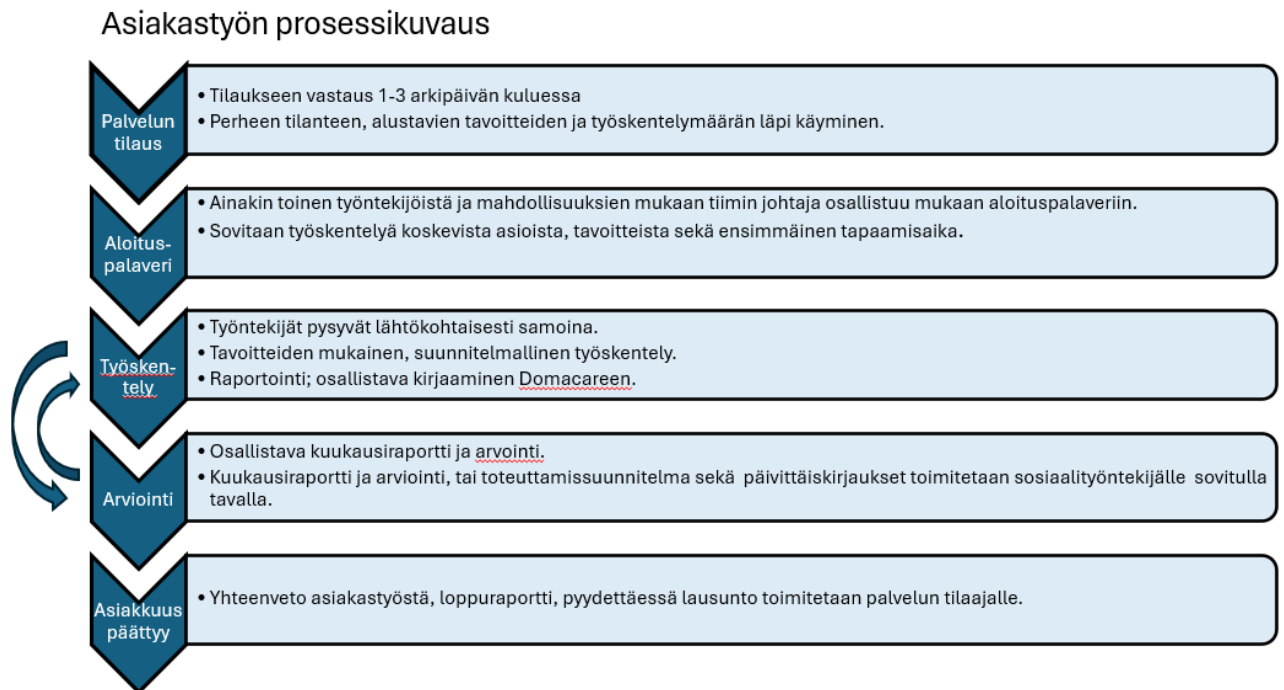 Asiakastyön prosessikuvaus
Palvelun
tilaus
• Tilaukseen vastaus 1-3 arkipäivän kuluessa
• Perheen tilanteen, alustavien tavoitteiden ja työskentelymäärän läpi käyminen.
Aloitus-
palaveri
• Ainakin toinen työntekijöistä ja mahdollisuuksien mukaan tiimin johtaja osallistuu mukaan aloituspalaveriin.
• Sovitaan työskentelyä koskevista asioista, tavoitteista sekä ensimmäinen tapaamisaika.
Työsken-
tely
• Työntekijät pysyvät lähtökohtaisesti samoina.
• Tavoitteiden mukainen, suunnitelmallinen työskentely.
• Raportointi; osallistava kirjaaminen Domacareen.
Arviointi
• Osallistava kuukausiraportti ja arvointi.
• Kuukausiraportti ja arviointi, tai toteuttamissuunnitelma sekä päivittäiskirjaukset toimitetaan sosiaalityöntekijälle sovitulla
tavalla.
Asiakkuus
päättyy
• Yhteenveto asiakastyöstä, loppuraportti, pyydettäessä lausunto toimitetaan palvelun tilaajalle.